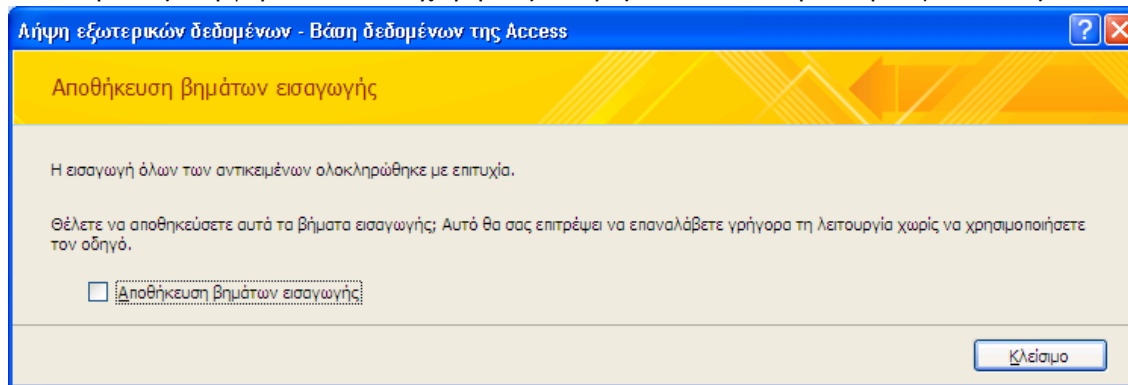 Λήψη εξωτερικών δεδομένων - Βάση δεδομένων της Access
Αποθήκευση βημάτων εισαγωγής
Η εισαγωγή όλων των αντικειμένων ολοκληρώθηκε με επιτυχία.
Θέλετε να αποθηκεύσετε αυτά τα βήματα εισαγωγής; Αυτό θα σας επιτρέψει να επαναλάβετε γρήγορα τη λειτουργία χωρίς να χρησιμοποιήσετε
τον οδηγό.
Αποθήκευση βημάτων εισαγωγής
Κλείσιμο